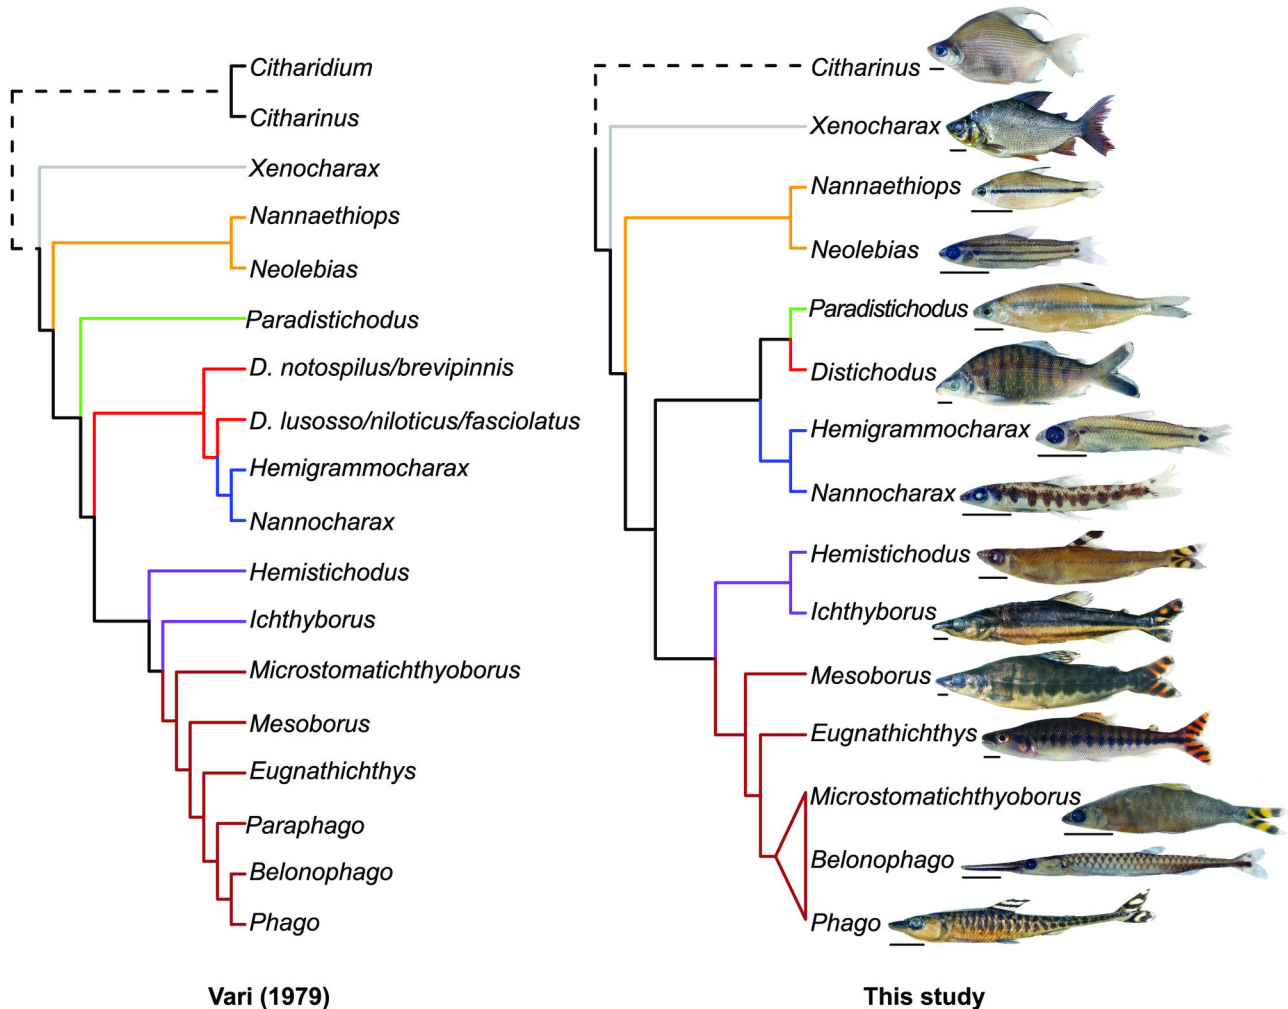 Citharidium
Citharinus
Xenocharax
Nannaethiops
Neolebias
Paradistichodus
D. notospilus/brevipinnis
D. lusosso/niloticus/fasciolatus
Hemigrammocharax
Nannocharax
Hemistichodus
Ichthyborus
Microstomatichthyoborus
Mesoborus
Eugnathichthys
Paraphago
Belonophago
Phago
Vari (1979)
Citharinus
Xenocharax
Nannaethiops
Neolebias
Paradistichodus
Distichodus
Hemigrammocharax
Nannocharax
Hemistichodus
Ichthyborus
Mesoborus
Eugnathichthys
Microstomatichthyoborus
Belonophago
Phago
This study